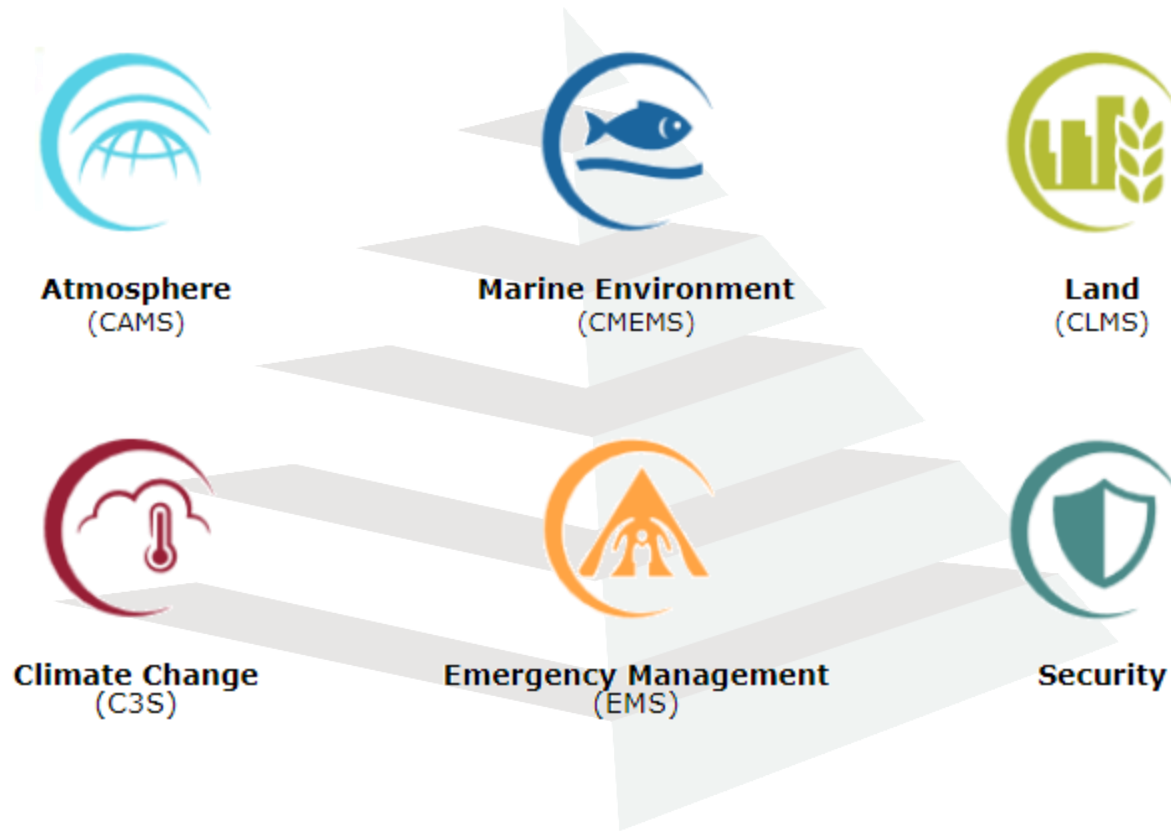 Atmosphere
(CAMS)
Marine Environment
(CMEMS)
Land
(CLMS)
Climate Change
(C3S)
Emergency Management
(EMS)
Security